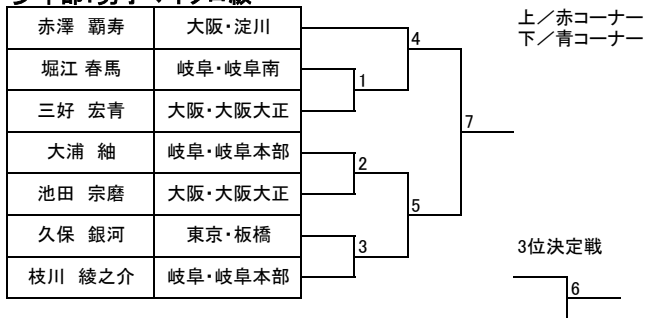 上／赤コーナー
下／青コーナー
赤澤 覇寿 大阪・淀川
堀江 春馬 岐阜・岐阜南
三好 宏青 大阪・大阪大正
大浦 紬 岐阜・岐阜本部
池田 宗磨 大阪・大阪大正
久保 銀河 東京・板橋
枝川 綾之介 岐阜・岐阜本部
4
1
7
2
5
3
3位決定戦
6